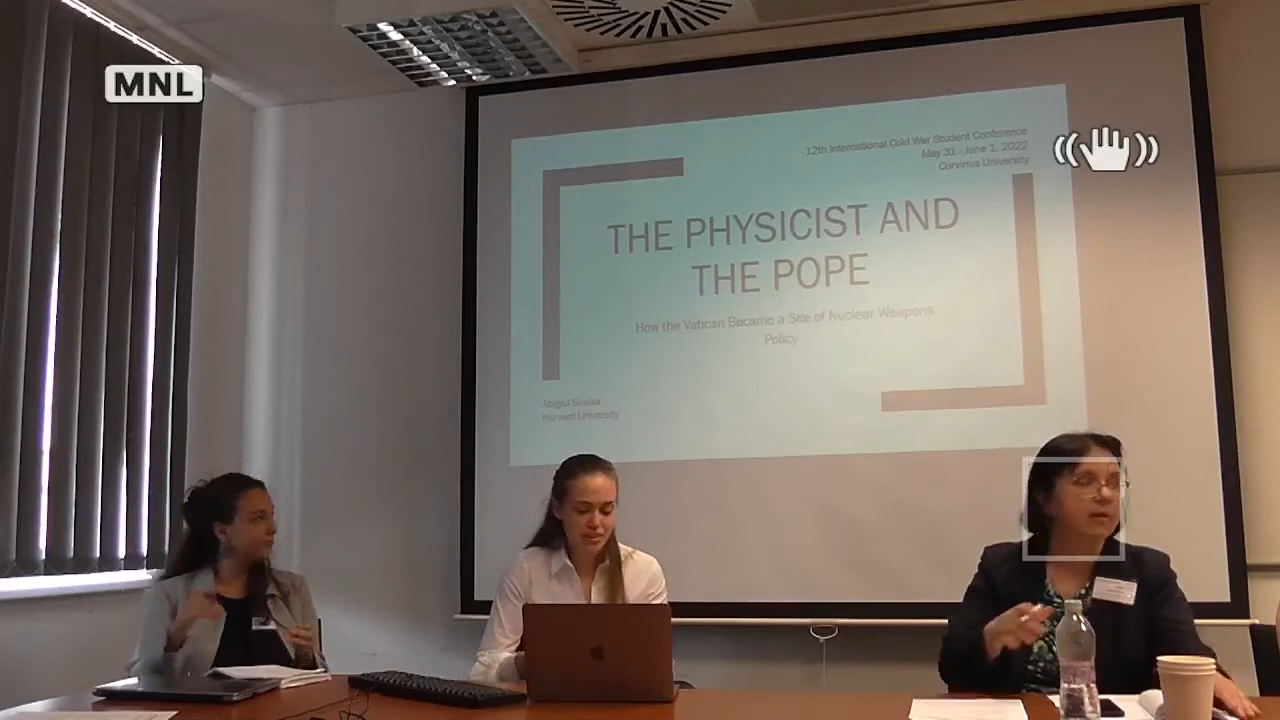 MNL
12th International Cold War Student Conference
May 31 - June 1, 2022
Corvinus University
THE PHYSICIST AND
THE POPE
How the Vatican Became a Site of Nuclear Weapons
Policy
Abigail
Harvard University